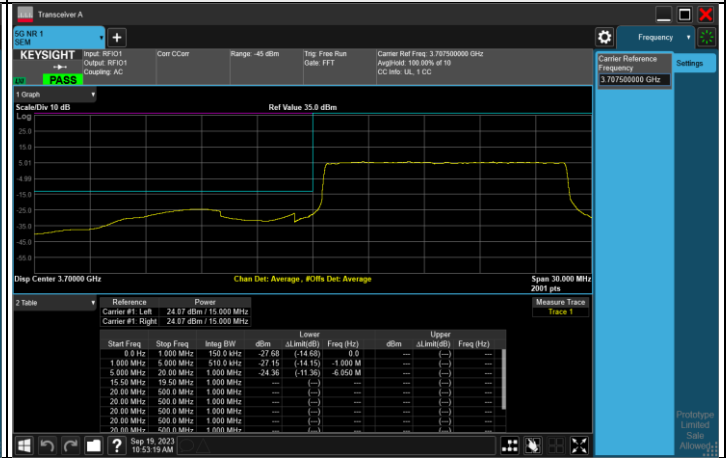 Transceiver A
5G NR 1
SEM
Frequency
KEYSIGHT
Input: RFIO1
Output: RFIO1
Coupling: AC
Corr CCorr
Range: -45 dBm
Trig: Free Run
Gate: FFT
Carrier Ref Freq: 3.707500000 GHz
Avg|Hold: 100.00% of 10
CC Info: UL, 1 CC
PASS
Carrier Reference
Frequency
3.707500000 GHz
Settings
1 Graph
Scale/Div 10 dB
Ref Value 35.0 dBm
Log
25.0
15.0
5.01
-4.99
-15.0
-25.0
-35.0
-45.0
-55.0
Disp Center 3.70000 GHz
Chan Det: Average , #Offs Det: Average
Span 30.000 MHz
2001 pts
2 Table
Reference Power
Carrier #1: Left 24.07 dBm / 15.000 MHz
Carrier #1: Right 24.07 dBm / 15.000 MHz
Measure Trace
Trace 1
Lower Upper
Start Freq Stop Freq Integ BW dBm ΔLimit(dB) Freq (Hz) dBm ΔLimit(dB) Freq (Hz)
0.0 Hz 1.000 MHz 150.0 kHz -27.68 (-14.68) 0.0 --- (---) ---
1.000 MHz 5.000 MHz 510.0 kHz -27.15 (-14.15) -1.000 M --- (---) ---
5.000 MHz 20.00 MHz 1.000 MHz -24.36 (-11.36) -6.050 M --- (---) ---
15.50 MHz 19.50 MHz 1.000 MHz --- (---) --- --- (---) ---
20.00 MHz 500.0 MHz 1.000 MHz --- (---) --- --- (---) ---
20.00 MHz 500.0 MHz 1.000 MHz --- (---) --- --- (---) ---
20.00 MHz 500.0 MHz 1.000 MHz --- (---) --- --- (---) ---
20.00 MHz 500.0 MHz 1.000 MHz --- (---) --- --- (---) ---
Prototype
Limited
Sale
Allowed
Sep 19, 2023
10:53:19 AM